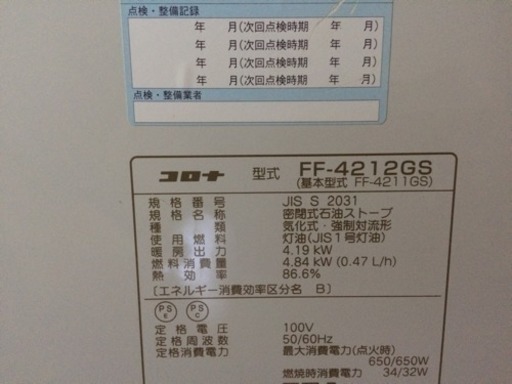 点検・整備記録
年 月(次回点検時期 年 月)
年 月(次回点検時期 年 月)
年 月(次回点検時期 年 月)
年 月(次回点検時期 年 月)
点検・整備業者
コロナ 型式 FF-4212GS
(基本型式 FF-4211GS)
規格番号 JIS S 2031
規格名称 密閉式石油ストーブ
種類 気化式・強制対流形
使用燃料 灯油(JIS1号灯油)
暖房出力 4.19 kW
燃料消費量 4.84 kW (0.47 L/h)
熱効率 86.6%
[エネルギー消費効率区分名 B]
PS E PS C
定格電圧 100V
定格周波数 50/60Hz
定格消費電力 最大消費電力(点火時)
650/650W
燃焼時消費電力 34/32W